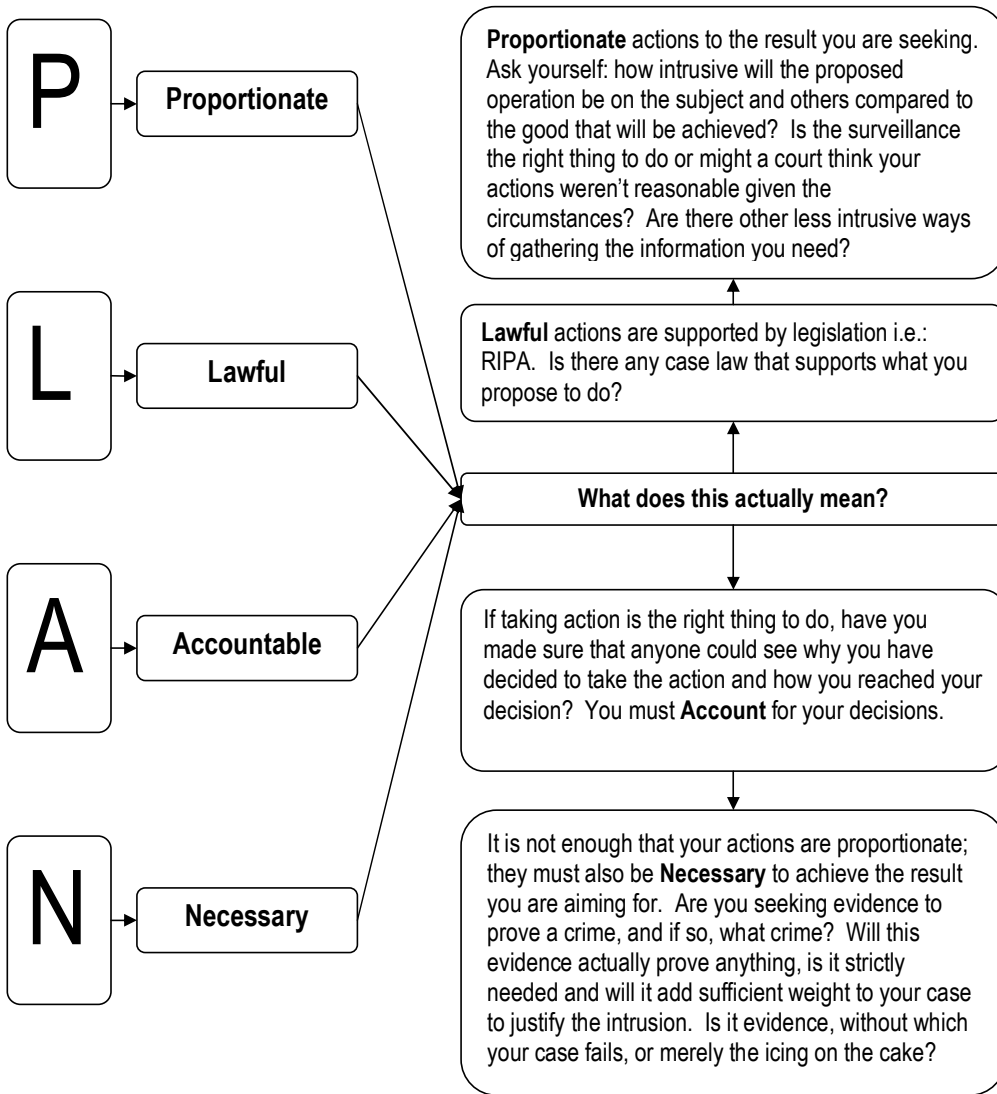 P
Proportionate
L
Lawful
A
Accountable
N
Necessary
Proportionate actions to the result you are seeking.
Ask yourself: how intrusive will the proposed
operation be on the subject and others compared to
the good that will be achieved?  Is the surveillance
the right thing to do or might a court think your
actions weren’t reasonable given the
circumstances?  Are there other less intrusive ways
of gathering the information you need?
Lawful actions are supported by legislation i.e.:
RIPA.  Is there any case law that supports what you
propose to do?
What does this actually mean?
If taking action is the right thing to do, have you
made sure that anyone could see why you have
decided to take the action and how you reached your
decision?  You must Account for your decisions.
It is not enough that your actions are proportionate;
they must also be Necessary to achieve the result
you are aiming for.  Are you seeking evidence to
prove a crime, and if so, what crime?  Will this
evidence actually prove anything, is it strictly
needed and will it add sufficient weight to your case
to justify the intrusion.  Is it evidence, without which
your case fails, or merely the icing on the cake?